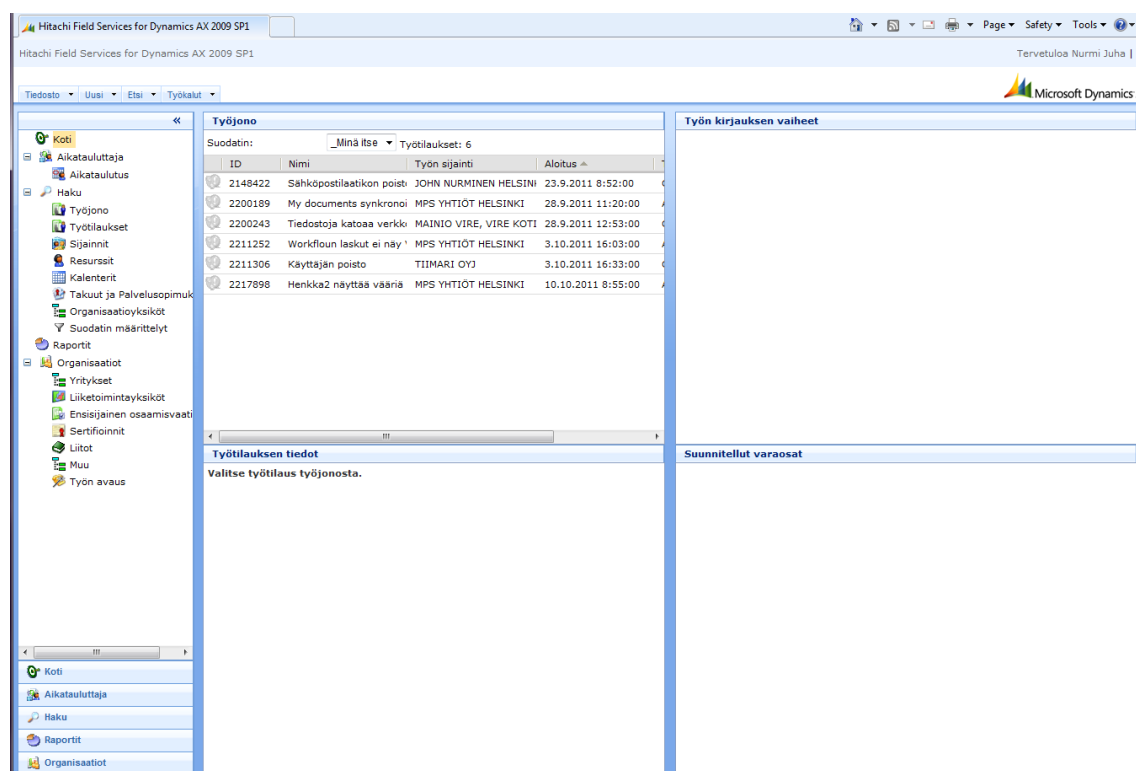 Hitachi Field Services for Dynamics AX 2009 SP1
Page Safety Tools
Hitachi Field Services for Dynamics AX 2009 SP1
Tervetuloa Nurmi Juha |
Tiedosto Uusi Etsi Työkalut
Microsoft Dynamics
«
Koti
Aikatauluttaja
Aikataulutus
Haku
Työjono
Työtilaukset
Sijainnit
Resurssit
Kalenterit
Takuut ja Palvelusopimuk
Organisaatioyksiköt
Suodatin määrittelyt
Raportit
Organisaatiot
Yritykset
Liiketoimintayksiköt
Ensisijainen osaamisvaati
Sertifioinnit
Liitot
Muu
Työn avaus
Koti
Aikatauluttaja
Haku
Raportit
Organisaatiot
Työjono
Suodatin: _Minä itse Työtilaukset: 6
ID Nimi Työn sijainti Aloitus
2148422 Sähköpostilaatikon poist JOHN NURMINEN HELSIN 23.9.2011 8:52:00
2200189 My documents synkronoi MPS YHTIÖT HELSINKI 28.9.2011 11:20:00
2200243 Tiedostoja katoaa verkk MAINIO VIRE, VIRE KOTI 28.9.2011 12:53:00
2211252 Workfloun laskut ei näy MPS YHTIÖT HELSINKI 3.10.2011 16:03:00
2211306 Käyttäjän poisto TIIMARI OYJ 3.10.2011 16:33:00
2217898 Henkka2 näyttää vääriä MPS YHTIÖT HELSINKI 10.10.2011 8:55:00
Työn kirjauksen vaiheet
Työtilauksen tiedot
Valitse työtilaus työjonosta.
Suunnitellut varaosat